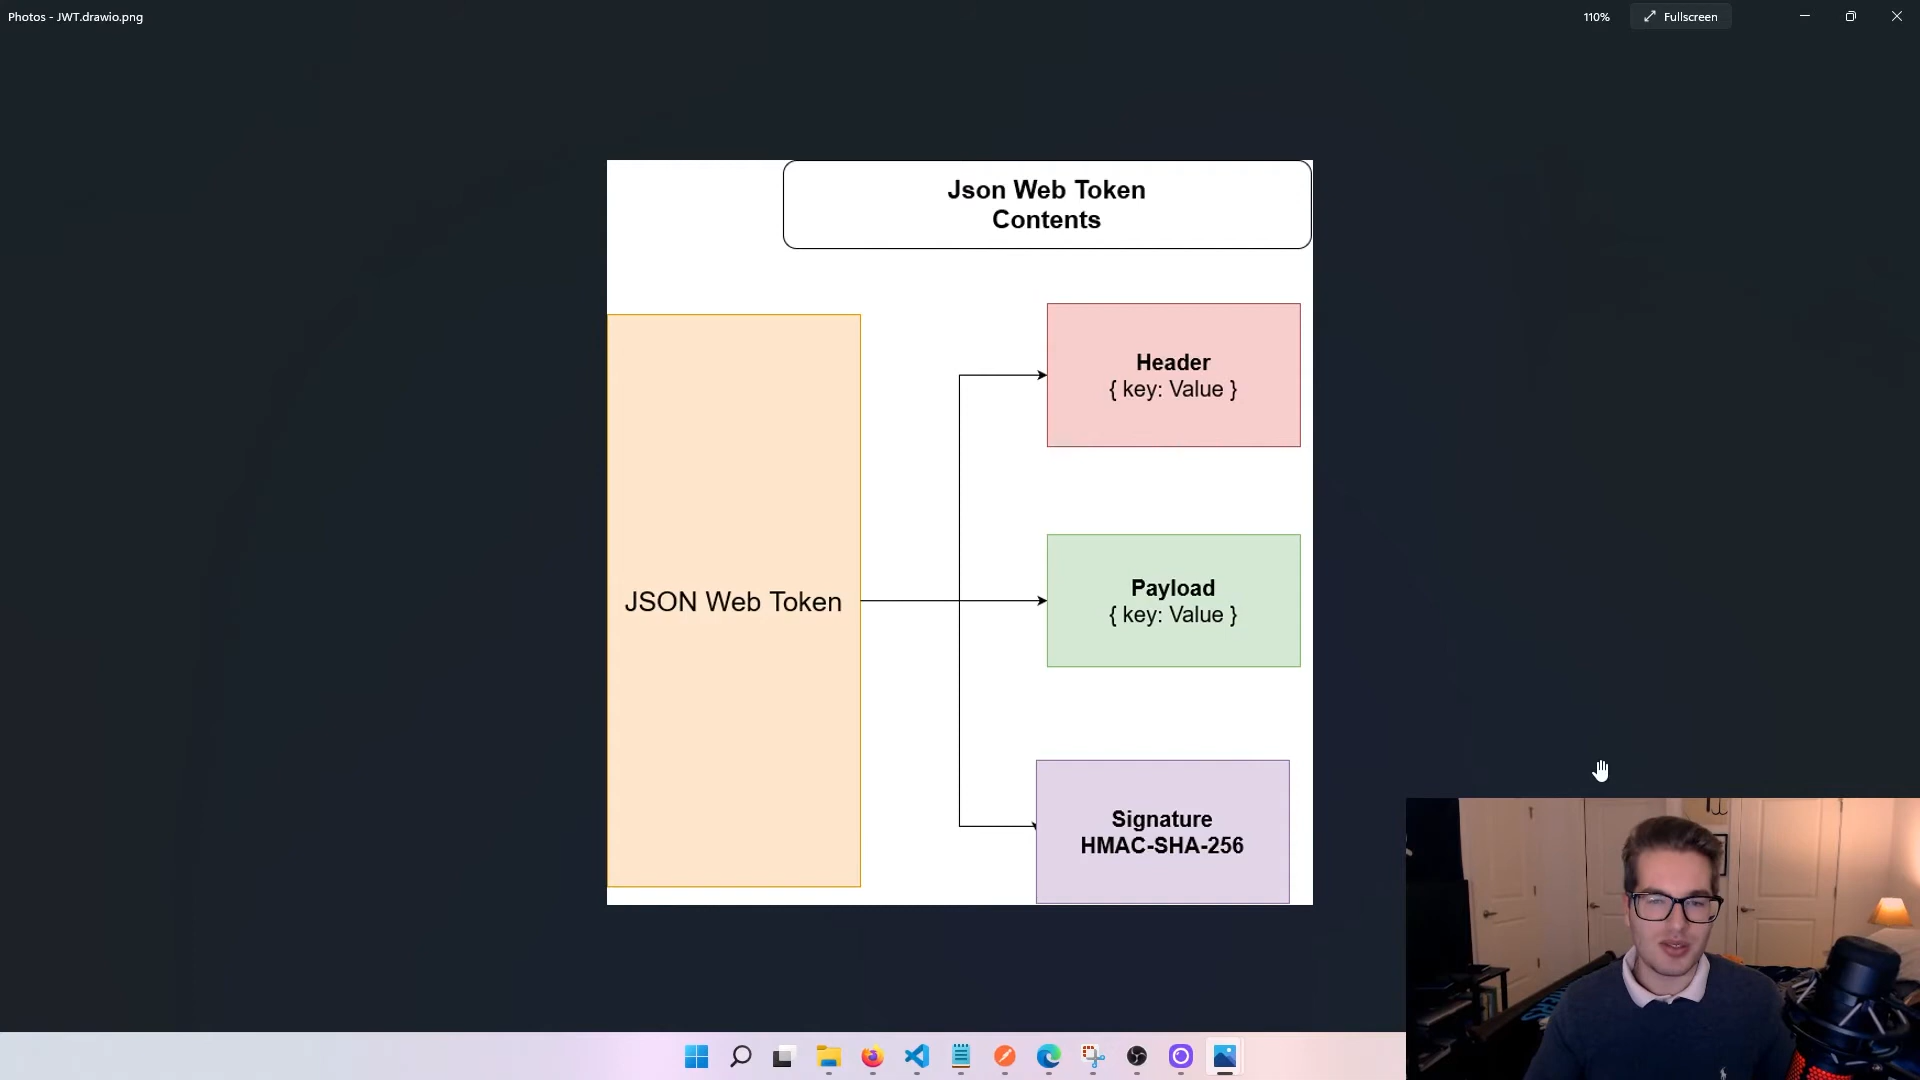 Photos - JWT.drawio.png
110%
Fullscreen
Json Web Token
Contents
Header
{ key: Value }
JSON Web Token
Payload
{ key: Value }
Signature
HMAC-SHA-256